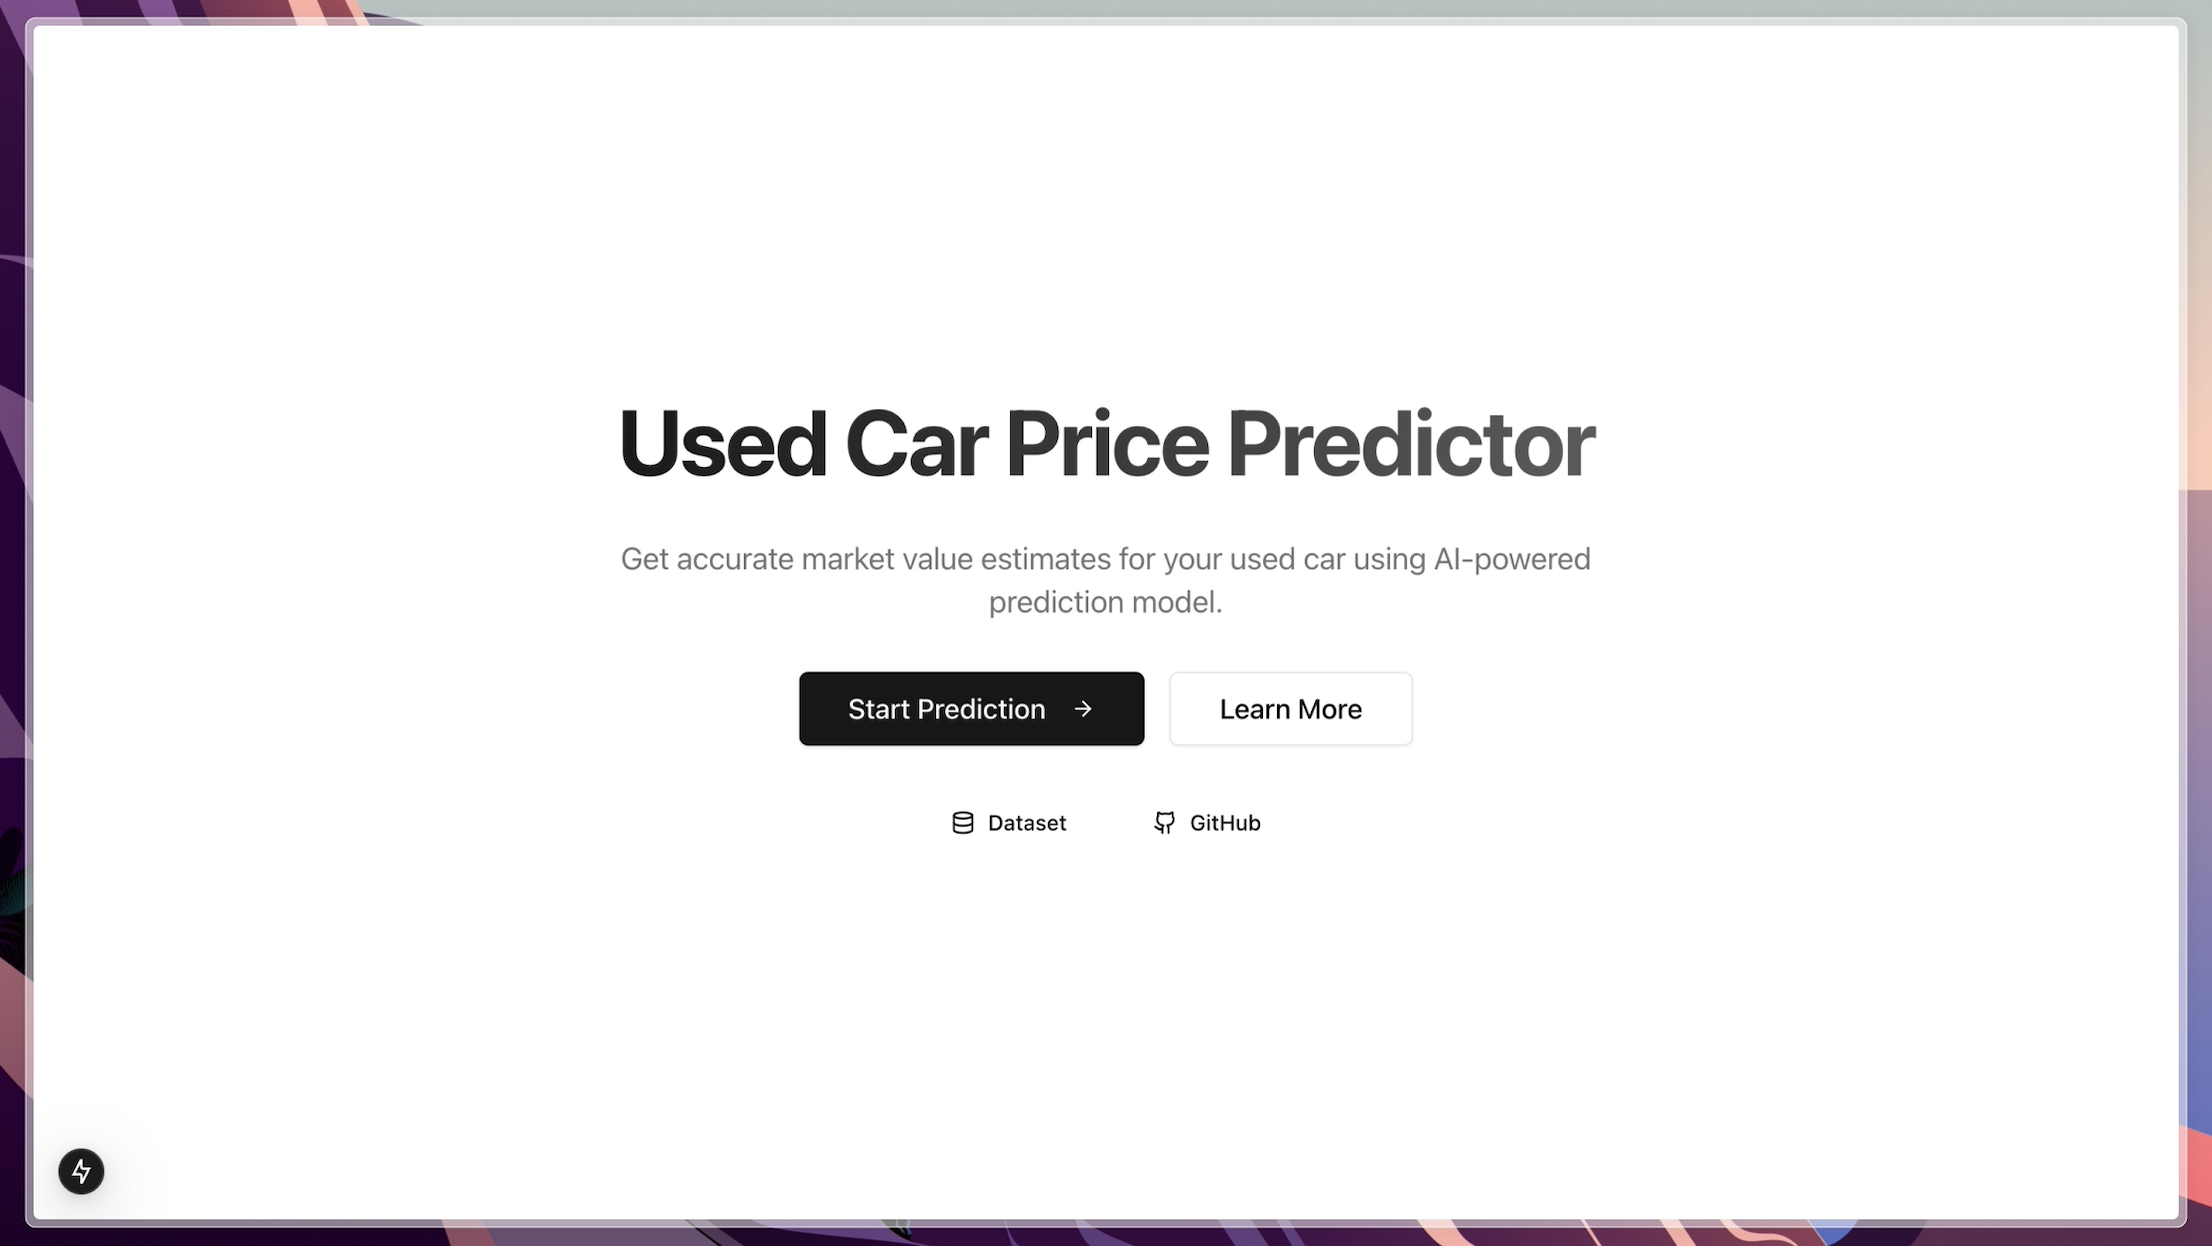 Used Car Price Predictor
Get accurate market value estimates for your used car using AI-powered
prediction model.
Start Prediction
Learn More
Dataset
GitHub